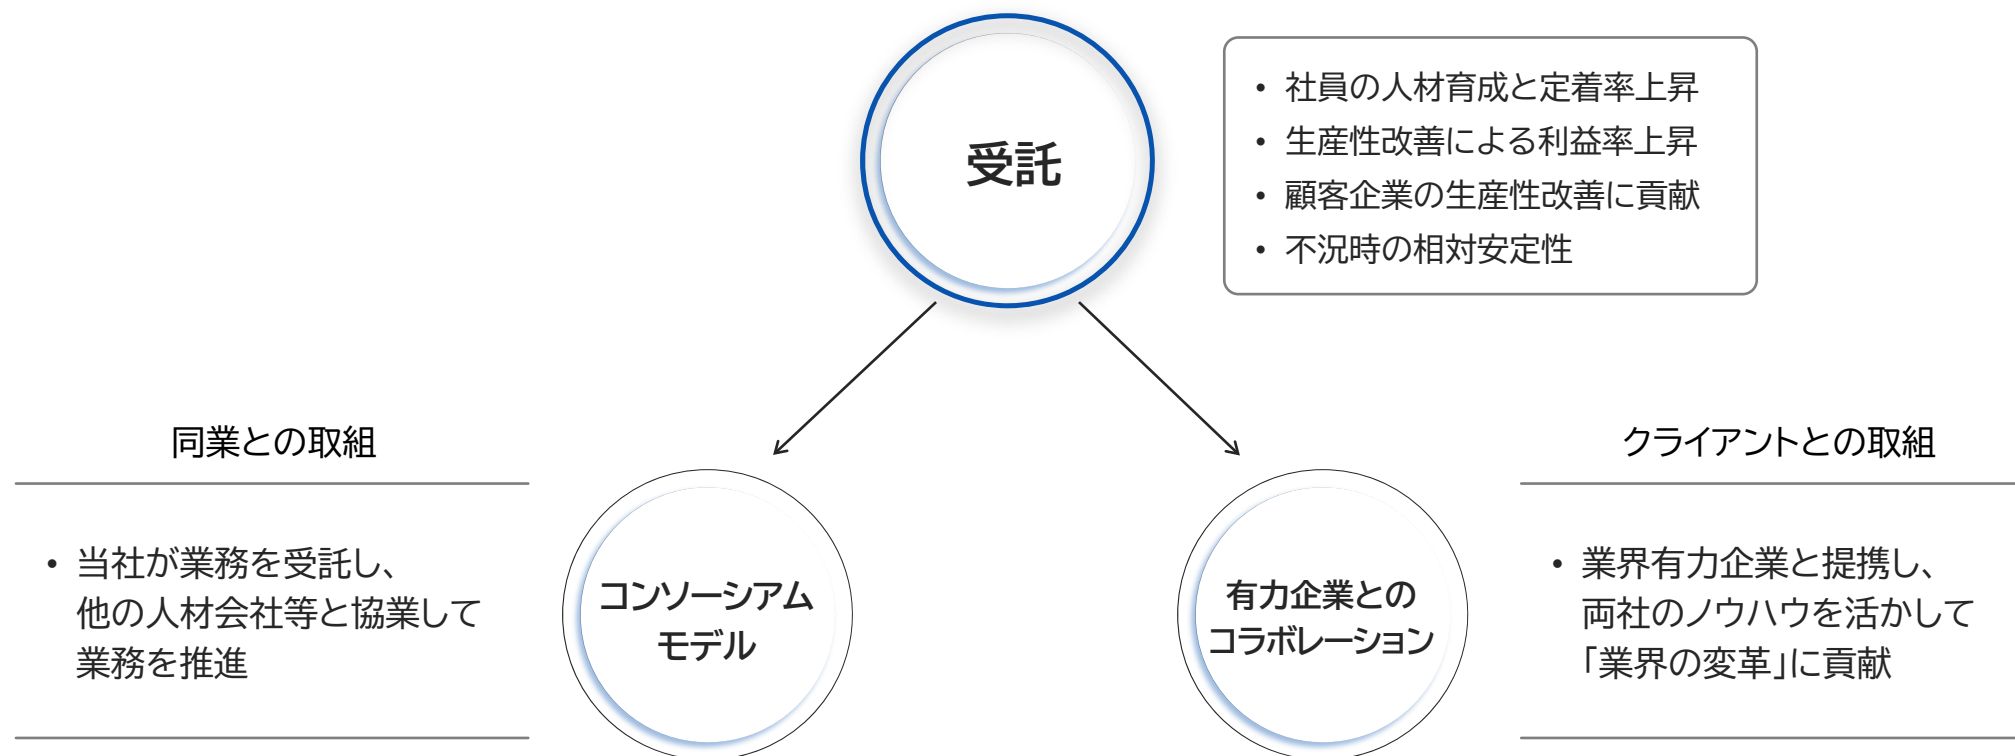 受託
• 社員の人材育成と定着率上昇
• 生産性改善による利益率上昇
• 顧客企業の生産性改善に貢献
• 不況時の相対安定性
同業との取組
• 当社が業務を受託し、
他の人材会社等と協業して
業務を推進
コンソーシアム
モデル
有力企業との
コラボレーション
クライアントとの取組
• 業界有力企業と提携し、
両社のノウハウを活かして
「業界の変革」に貢献